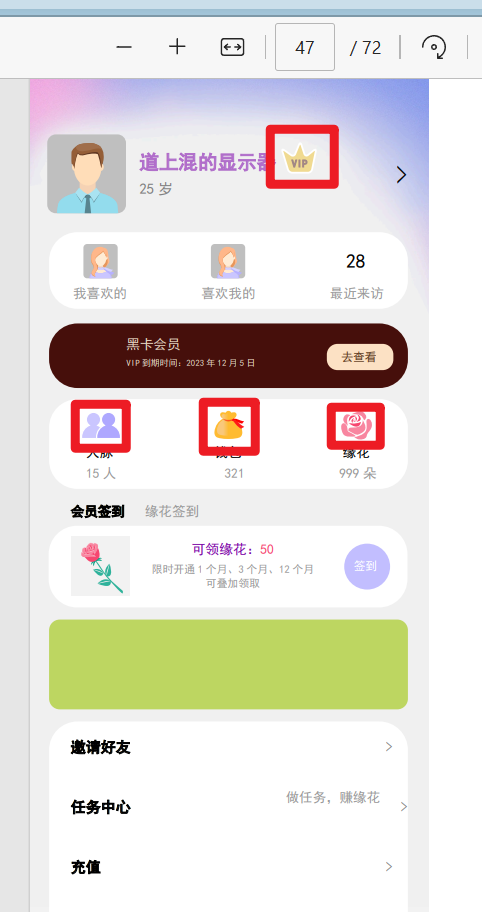 47 / 72
道上混的显示器 VIP
25 岁
28
我喜欢的 喜欢我的 最近来访
黑卡会员
VIP 到期时间：2023 年 12 月 5 日
去查看
人脉 钱包 缘花
15 人 321 999 朵
会员签到 缘花签到
可领缘花：50
限时开通 1 个月、3 个月、12 个月
可叠加领取
签到
邀请好友
做任务，赚缘花
任务中心
充值